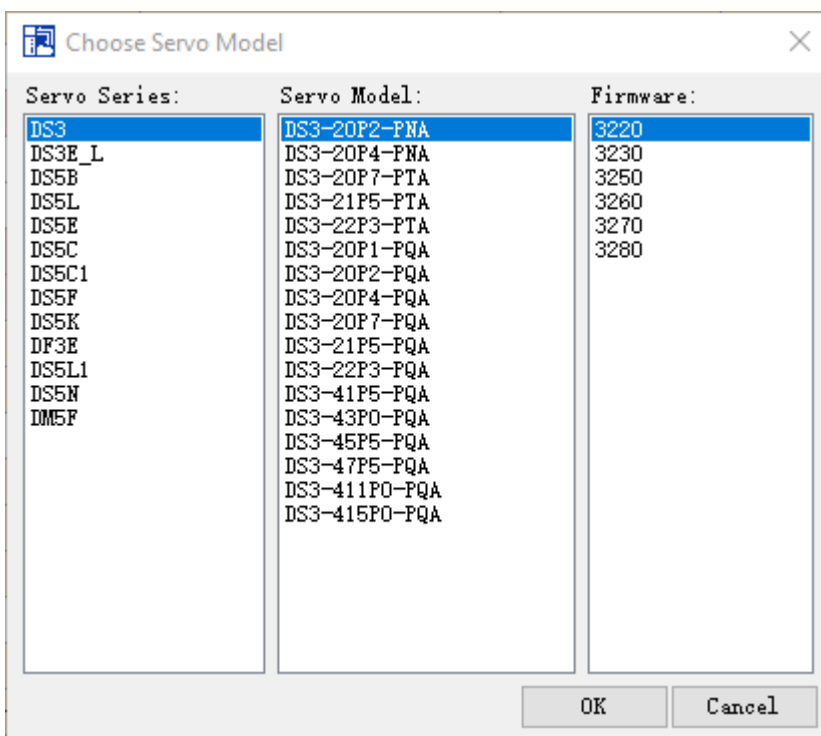 Choose Servo Model
Servo Series:
DS3
DS3E_L
DS5B
DS5L
DS5E
DS5C
DS5C1
DS5F
DS5K
DF3E
DS5L1
DS5N
DM5F
Servo Model:
DS3-20P2-PNA
DS3-20P4-PNA
DS3-20P7-PTA
DS3-21P5-PTA
DS3-22P3-PTA
DS3-20P1-PQA
DS3-20P2-PQA
DS3-20P4-PQA
DS3-20P7-PQA
DS3-21P5-PQA
DS3-22P3-PQA
DS3-41P5-PQA
DS3-43P0-PQA
DS3-45P5-PQA
DS3-47P5-PQA
DS3-411P0-PQA
DS3-415P0-PQA
Firmware:
3220
3230
3250
3260
3270
3280
OK
Cancel